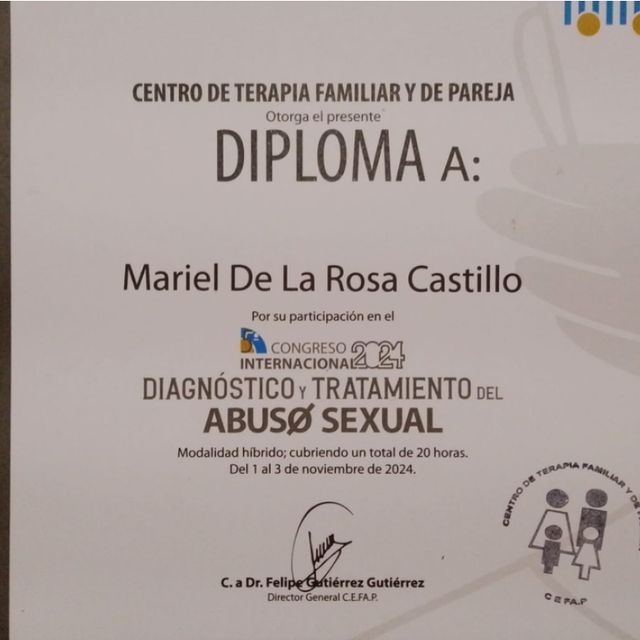 CENTRO DE TERAPIA FAMILIAR Y DE PAREJA
Otorga el presente
DIPLOMA A:
Mariel De La Rosa Castillo
Por su participación en el
CONGRESO
INTERNACIONAL 2024
DIAGNÓSTICO Y TRATAMIENTO DEL
ABUSØ SEXUAL
Modalidad híbrido; cubriendo un total de 20 horas.
Del 1 al 3 de noviembre de 2024.
CENTRO DE TERAPIA FAMILIAR Y DE
C E FA.P.
C. a Dr. Felipe Gutiérrez Gutiérrez
Director General C.E.FA.P.